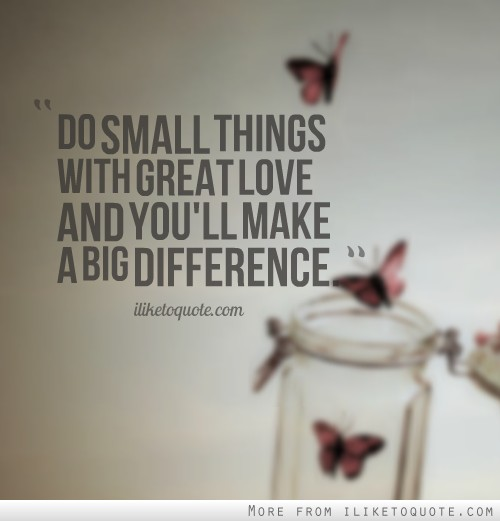 “ DO SMALL THINGS
WITH GREAT LOVE
AND YOU'LL MAKE
A BIG DIFFERENCE. ”
iliketoquote.com
MORE FROM ILIKETOQUOTE.COM